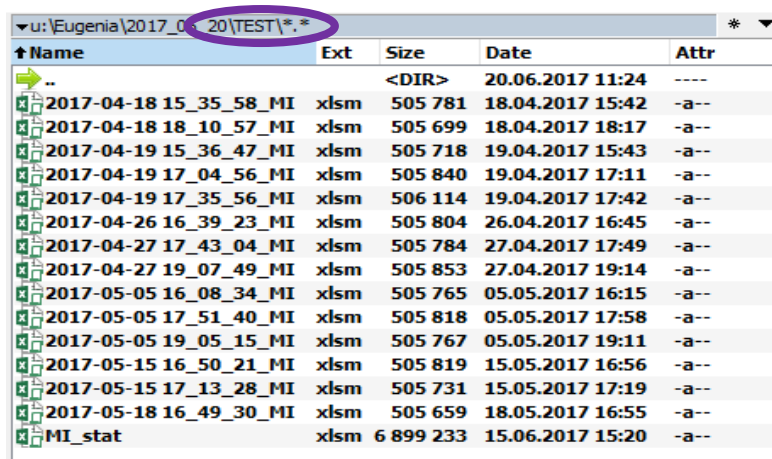 u:\Eugenia\2017_06_20\TEST\*.*
* ▼
Name Ext Size Date Attr
.. <DIR> 20.06.2017 11:24 ----
2017-04-18 15_35_58_MI xlsm 505 781 18.04.2017 15:42 -a--
2017-04-18 18_10_57_MI xlsm 505 699 18.04.2017 18:17 -a--
2017-04-19 15_36_47_MI xlsm 505 718 19.04.2017 15:43 -a--
2017-04-19 17_04_56_MI xlsm 505 840 19.04.2017 17:11 -a--
2017-04-19 17_35_56_MI xlsm 506 114 19.04.2017 17:42 -a--
2017-04-26 16_39_23_MI xlsm 505 804 26.04.2017 16:45 -a--
2017-04-27 17_43_04_MI xlsm 505 784 27.04.2017 17:49 -a--
2017-04-27 19_07_49_MI xlsm 505 853 27.04.2017 19:14 -a--
2017-05-05 16_08_34_MI xlsm 505 765 05.05.2017 16:15 -a--
2017-05-05 17_51_40_MI xlsm 505 818 05.05.2017 17:58 -a--
2017-05-05 19_05_15_MI xlsm 505 767 05.05.2017 19:11 -a--
2017-05-15 16_50_21_MI xlsm 505 819 15.05.2017 16:56 -a--
2017-05-15 17_13_28_MI xlsm 505 731 15.05.2017 17:19 -a--
2017-05-18 16_49_30_MI xlsm 505 659 18.05.2017 16:55 -a--
MI_stat xlsm 6 899 233 15.06.2017 15:20 -a--